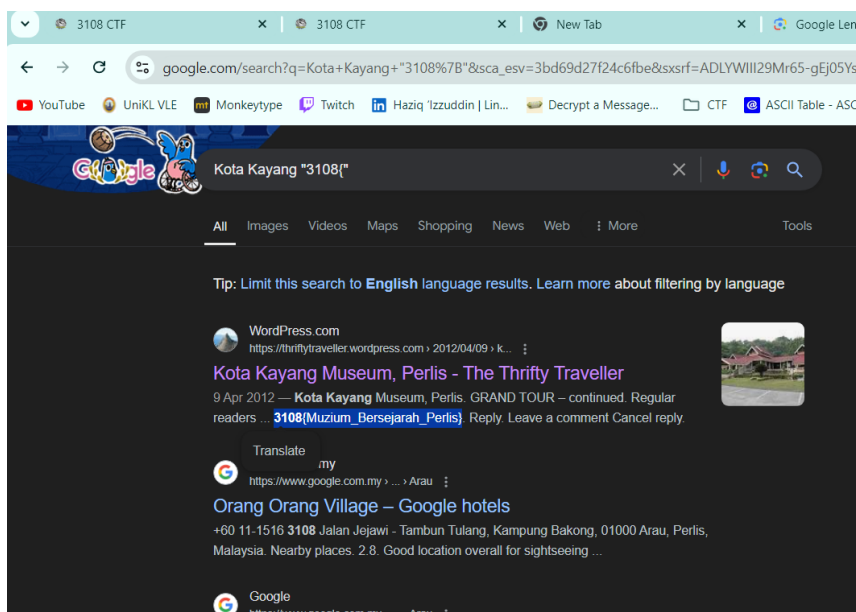 3108 CTF
3108 CTF
New Tab
Google Len
google.com/search?q=Kota+Kayang+"3108%7B"&sca_esv=3bd69d27f24c6fbe&sxsrf=ADLYWIII29Mr65-gEj05Ys
YouTube UniKL VLE mt Monkeytype Twitch in Haziq 'Izzuddin | Lin... Decrypt a Message... CTF @ ASCII Table - ASC
Google
Kota Kayang "3108{"
All Images Videos Maps Shopping News Web More Tools
Tip: Limit this search to English language results. Learn more about filtering by language
WordPress.com
https://thriftytraveller.wordpress.com › 2012/04/09 › k...
Kota Kayang Museum, Perlis - The Thrifty Traveller
9 Apr 2012 — Kota Kayang Museum, Perlis. GRAND TOUR – continued. Regular
readers ... 3108{Muzium_Bersejarah_Perlis}. Reply. Leave a comment Cancel reply.
Translate
my
https://www.google.com.my › ... › Arau
Orang Orang Village – Google hotels
+60 11-1516 3108 Jalan Jejawi - Tambun Tulang, Kampung Bakong, 01000 Arau, Perlis,
Malaysia. Nearby places. 2.8. Good location overall for sightseeing ...
Google